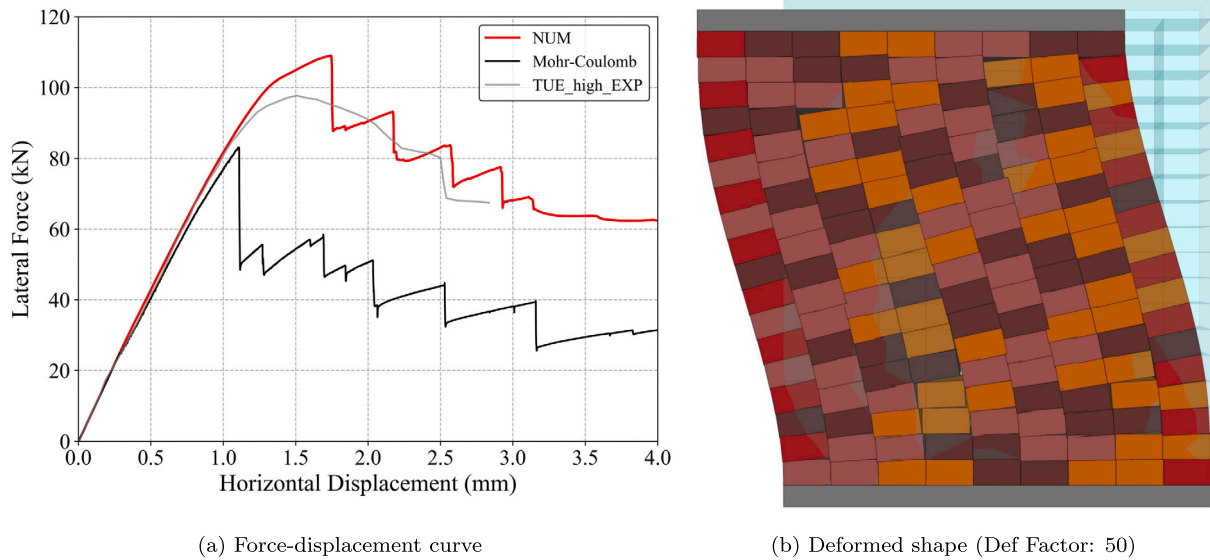 120
100
80
60
40
20
0
Lateral Force (kN)
NUM
Mohr-Coulomb
TUE_high_EXP
0.0 0.5 1.0 1.5 2.0 2.5 3.0 3.5 4.0
Horizontal Displacement (mm)
(a) Force-displacement curve
(b) Deformed shape (Def Factor: 50)